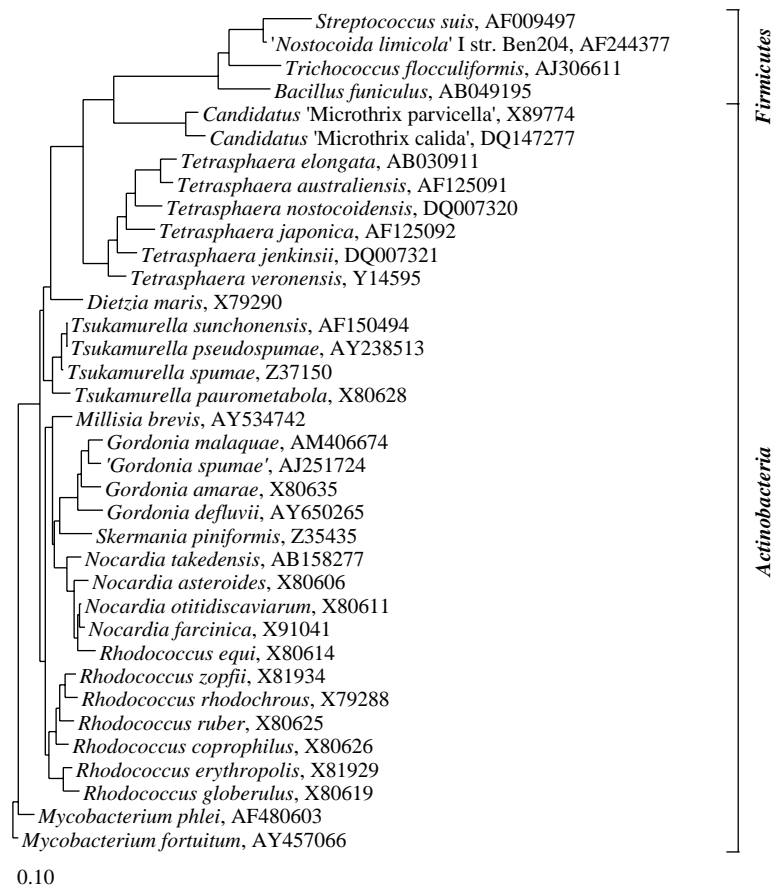 Streptococcus suis, AF009497
'Nostocoida limicola' I str. Ben204, AF244377
Trichococcus flocculiformis, AJ306611
Bacillus funiculus, AB049195
Firmicutes
Candidatus 'Microthrix parvicella', X89774
Candidatus 'Microthrix calida', DQ147277
Tetrasphaera elongata, AB030911
Tetrasphaera australiensis, AF125091
Tetrasphaera nostocoidensis, DQ007320
Tetrasphaera japonica, AF125092
Tetrasphaera jenkinsii, DQ007321
Tetrasphaera veronensis, Y14595
Dietzia maris, X79290
Tsukamurella sunchonensis, AF150494
Tsukamurella pseudospumae, AY238513
Tsukamurella spumae, Z37150
Tsukamurella paurometabola, X80628
Millisia brevis, AY534742
Gordonia malaquae, AM406674
'Gordonia spumae', AJ251724
Gordonia amarae, X80635
Gordonia defluvii, AY650265
Skermania piniformis, Z35435
Nocardia takedensis, AB158277
Nocardia asteroides, X80606
Nocardia otitidiscaviarum, X80611
Nocardia farcinica, X91041
Rhodococcus equi, X80614
Rhodococcus zopfii, X81934
Rhodococcus rhodochrous, X79288
Rhodococcus ruber, X80625
Rhodococcus coprophilus, X80626
Rhodococcus erythropolis, X81929
Rhodococcus globerulus, X80619
Mycobacterium phlei, AF480603
Mycobacterium fortuitum, AY457066
Actinobacteria
0.10